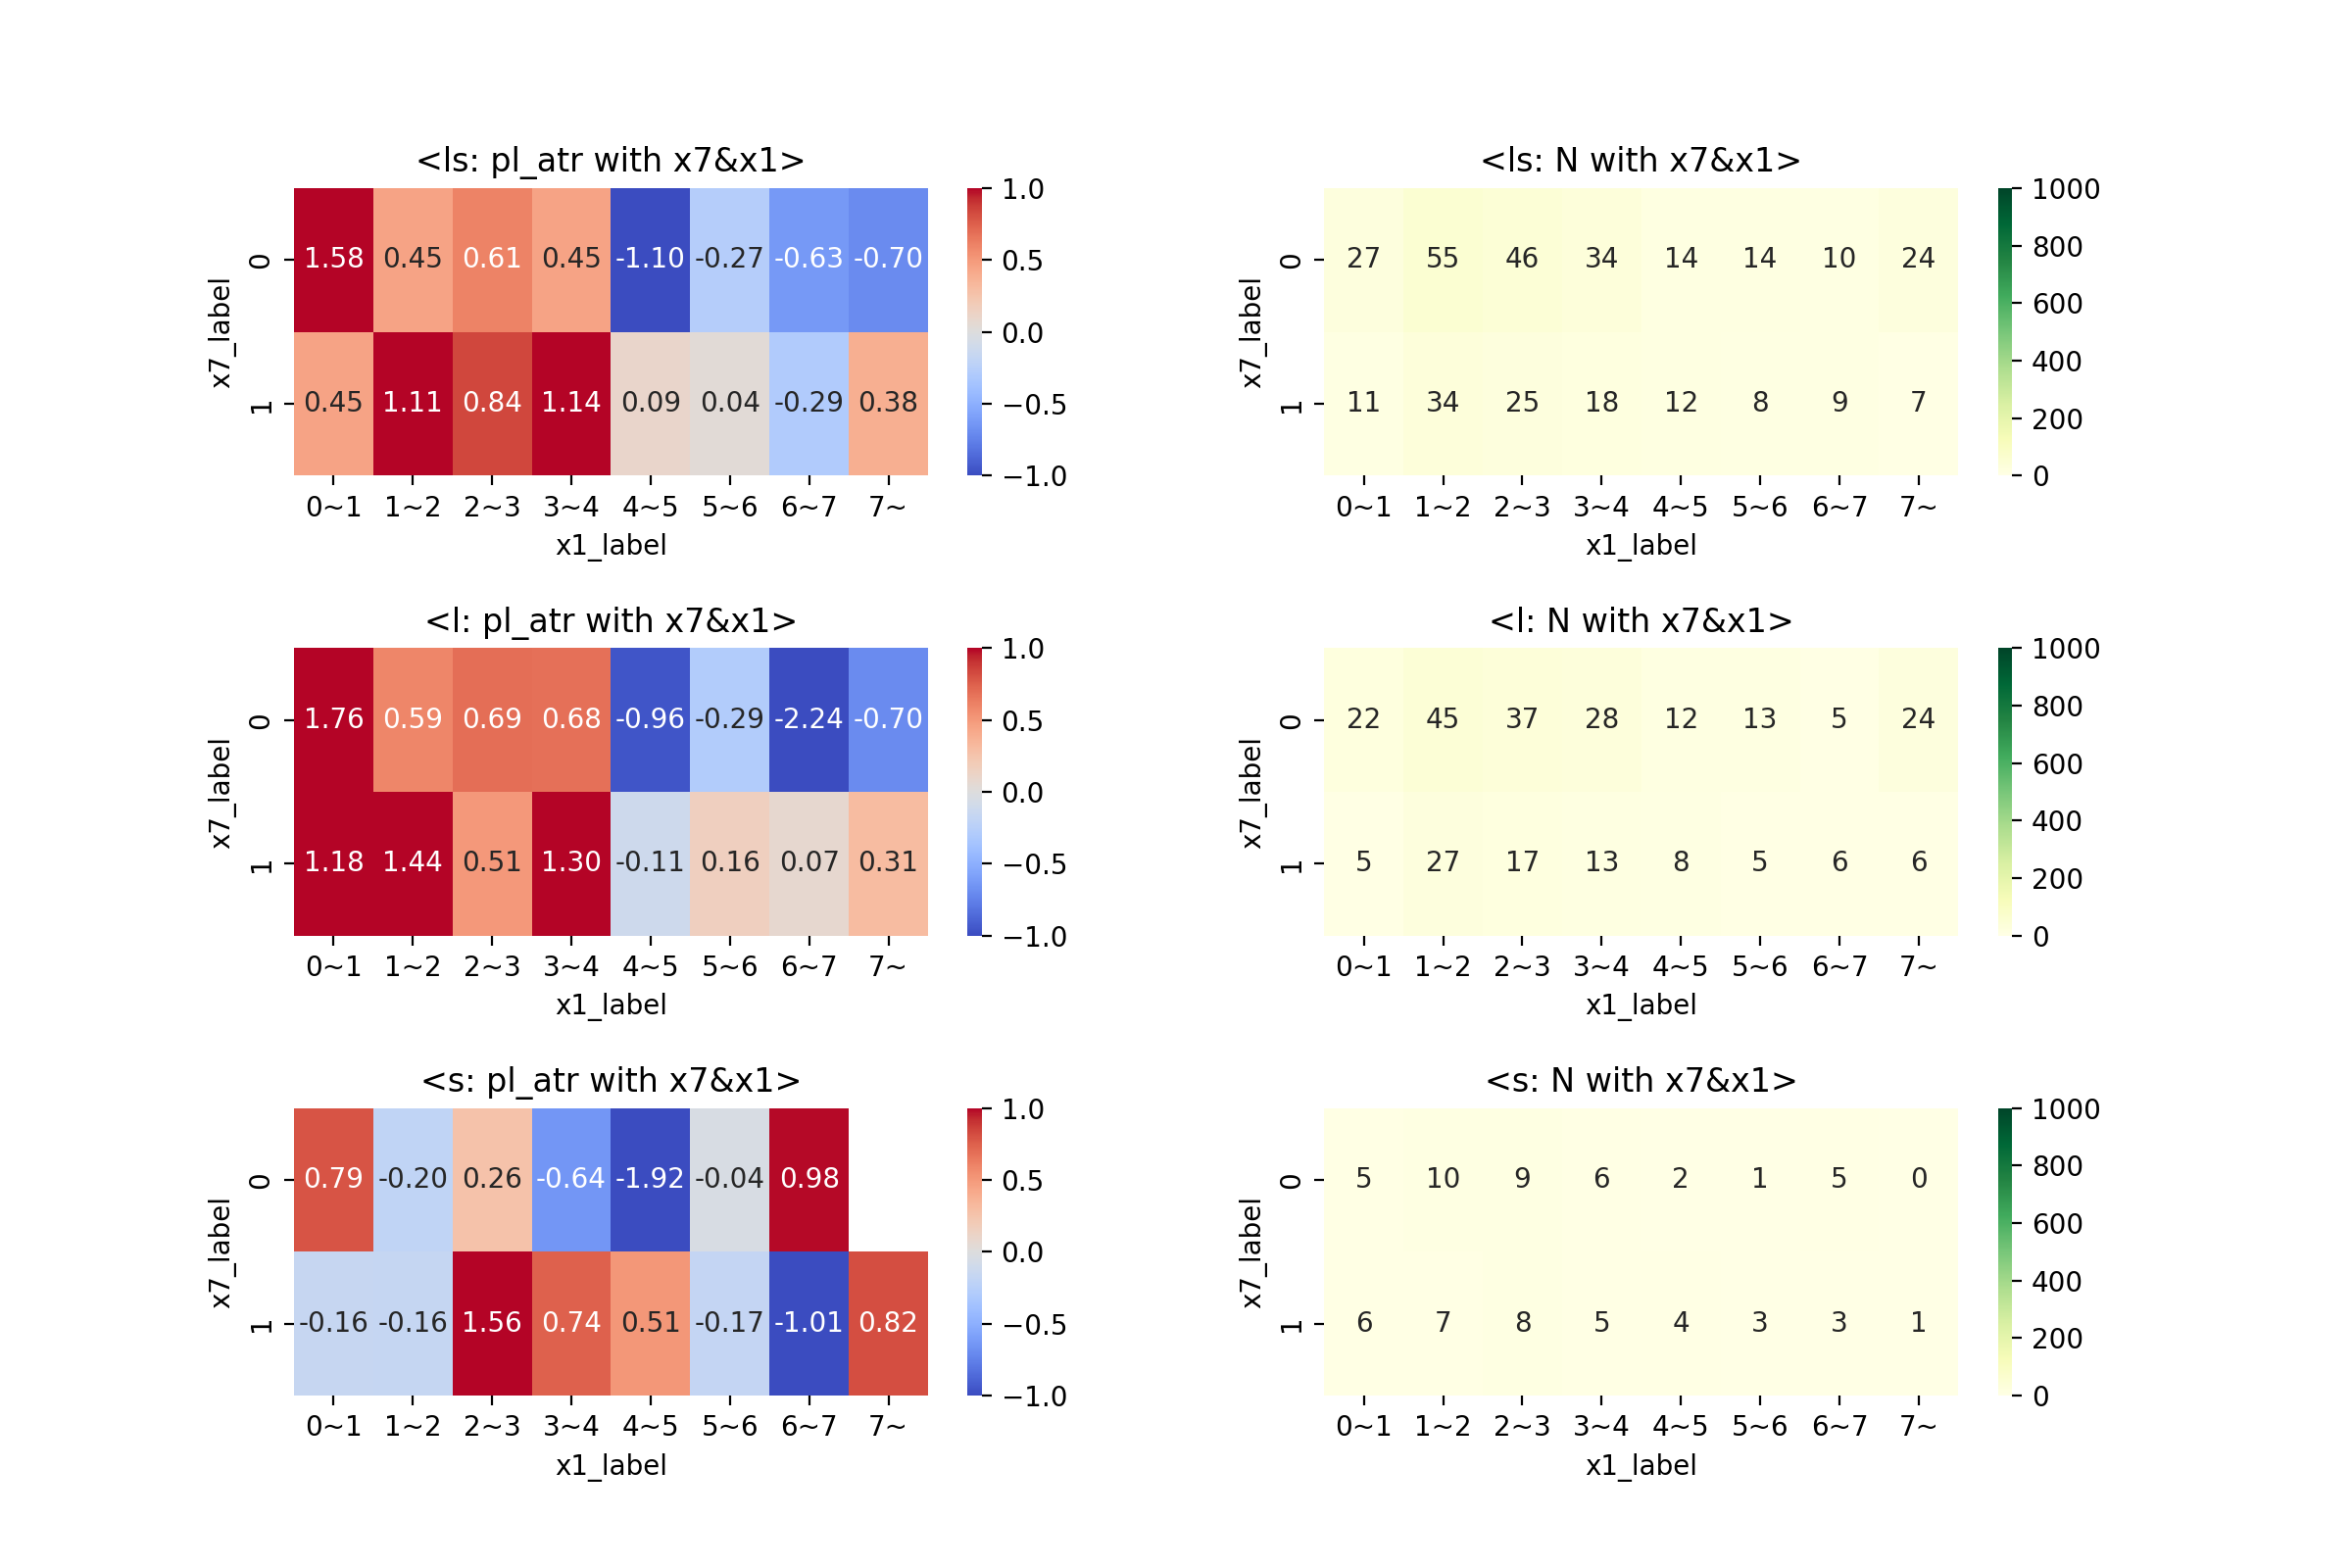 <ls: pl_atr with x7&x1>
1.58 0.45 0.61 0.45 -1.10 -0.27 -0.63 -0.70
0.45 1.11 0.84 1.14 0.09 0.04 -0.29 0.38
0
1
x7_label
0~1 1~2 2~3 3~4 4~5 5~6 6~7 7~
x1_label
1.0
0.5
0.0
−0.5
−1.0
<ls: N with x7&x1>
27 55 46 34 14 14 10 24
11 34 25 18 12 8 9 7
0
1
x7_label
0~1 1~2 2~3 3~4 4~5 5~6 6~7 7~
x1_label
1000
800
600
400
200
0
<l: pl_atr with x7&x1>
1.76 0.59 0.69 0.68 -0.96 -0.29 -2.24 -0.70
1.18 1.44 0.51 1.30 -0.11 0.16 0.07 0.31
0
1
x7_label
0~1 1~2 2~3 3~4 4~5 5~6 6~7 7~
x1_label
1.0
0.5
0.0
−0.5
−1.0
<l: N with x7&x1>
22 45 37 28 12 13 5 24
5 27 17 13 8 5 6 6
0
1
x7_label
0~1 1~2 2~3 3~4 4~5 5~6 6~7 7~
x1_label
1000
800
600
400
200
0
<s: pl_atr with x7&x1>
0.79 -0.20 0.26 -0.64 -1.92 -0.04 0.98
-0.16 -0.16 1.56 0.74 0.51 -0.17 -1.01 0.82
0
1
x7_label
0~1 1~2 2~3 3~4 4~5 5~6 6~7 7~
x1_label
1.0
0.5
0.0
−0.5
−1.0
<s: N with x7&x1>
5 10 9 6 2 1 5 0
6 7 8 5 4 3 3 1
0
1
x7_label
0~1 1~2 2~3 3~4 4~5 5~6 6~7 7~
x1_label
1000
800
600
400
200
0